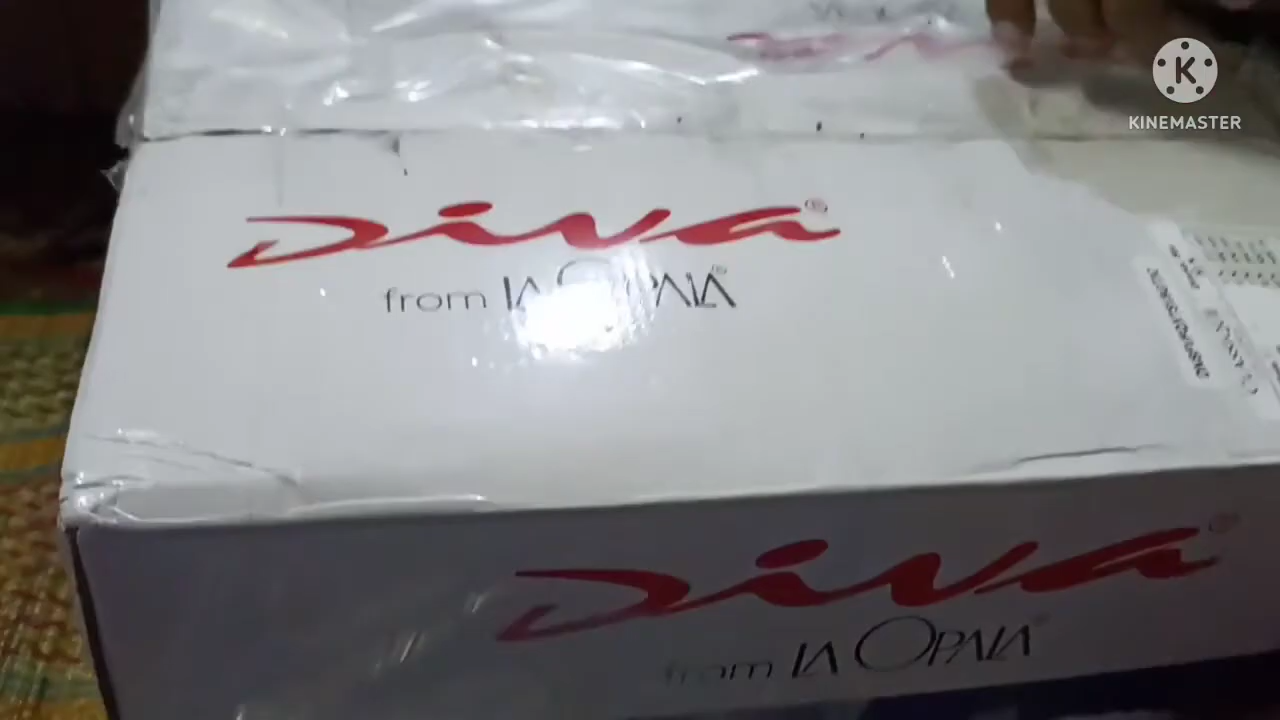 KINEMASTER
DiVa®
from LA OPALA®
DiVa®
from LA OPALA